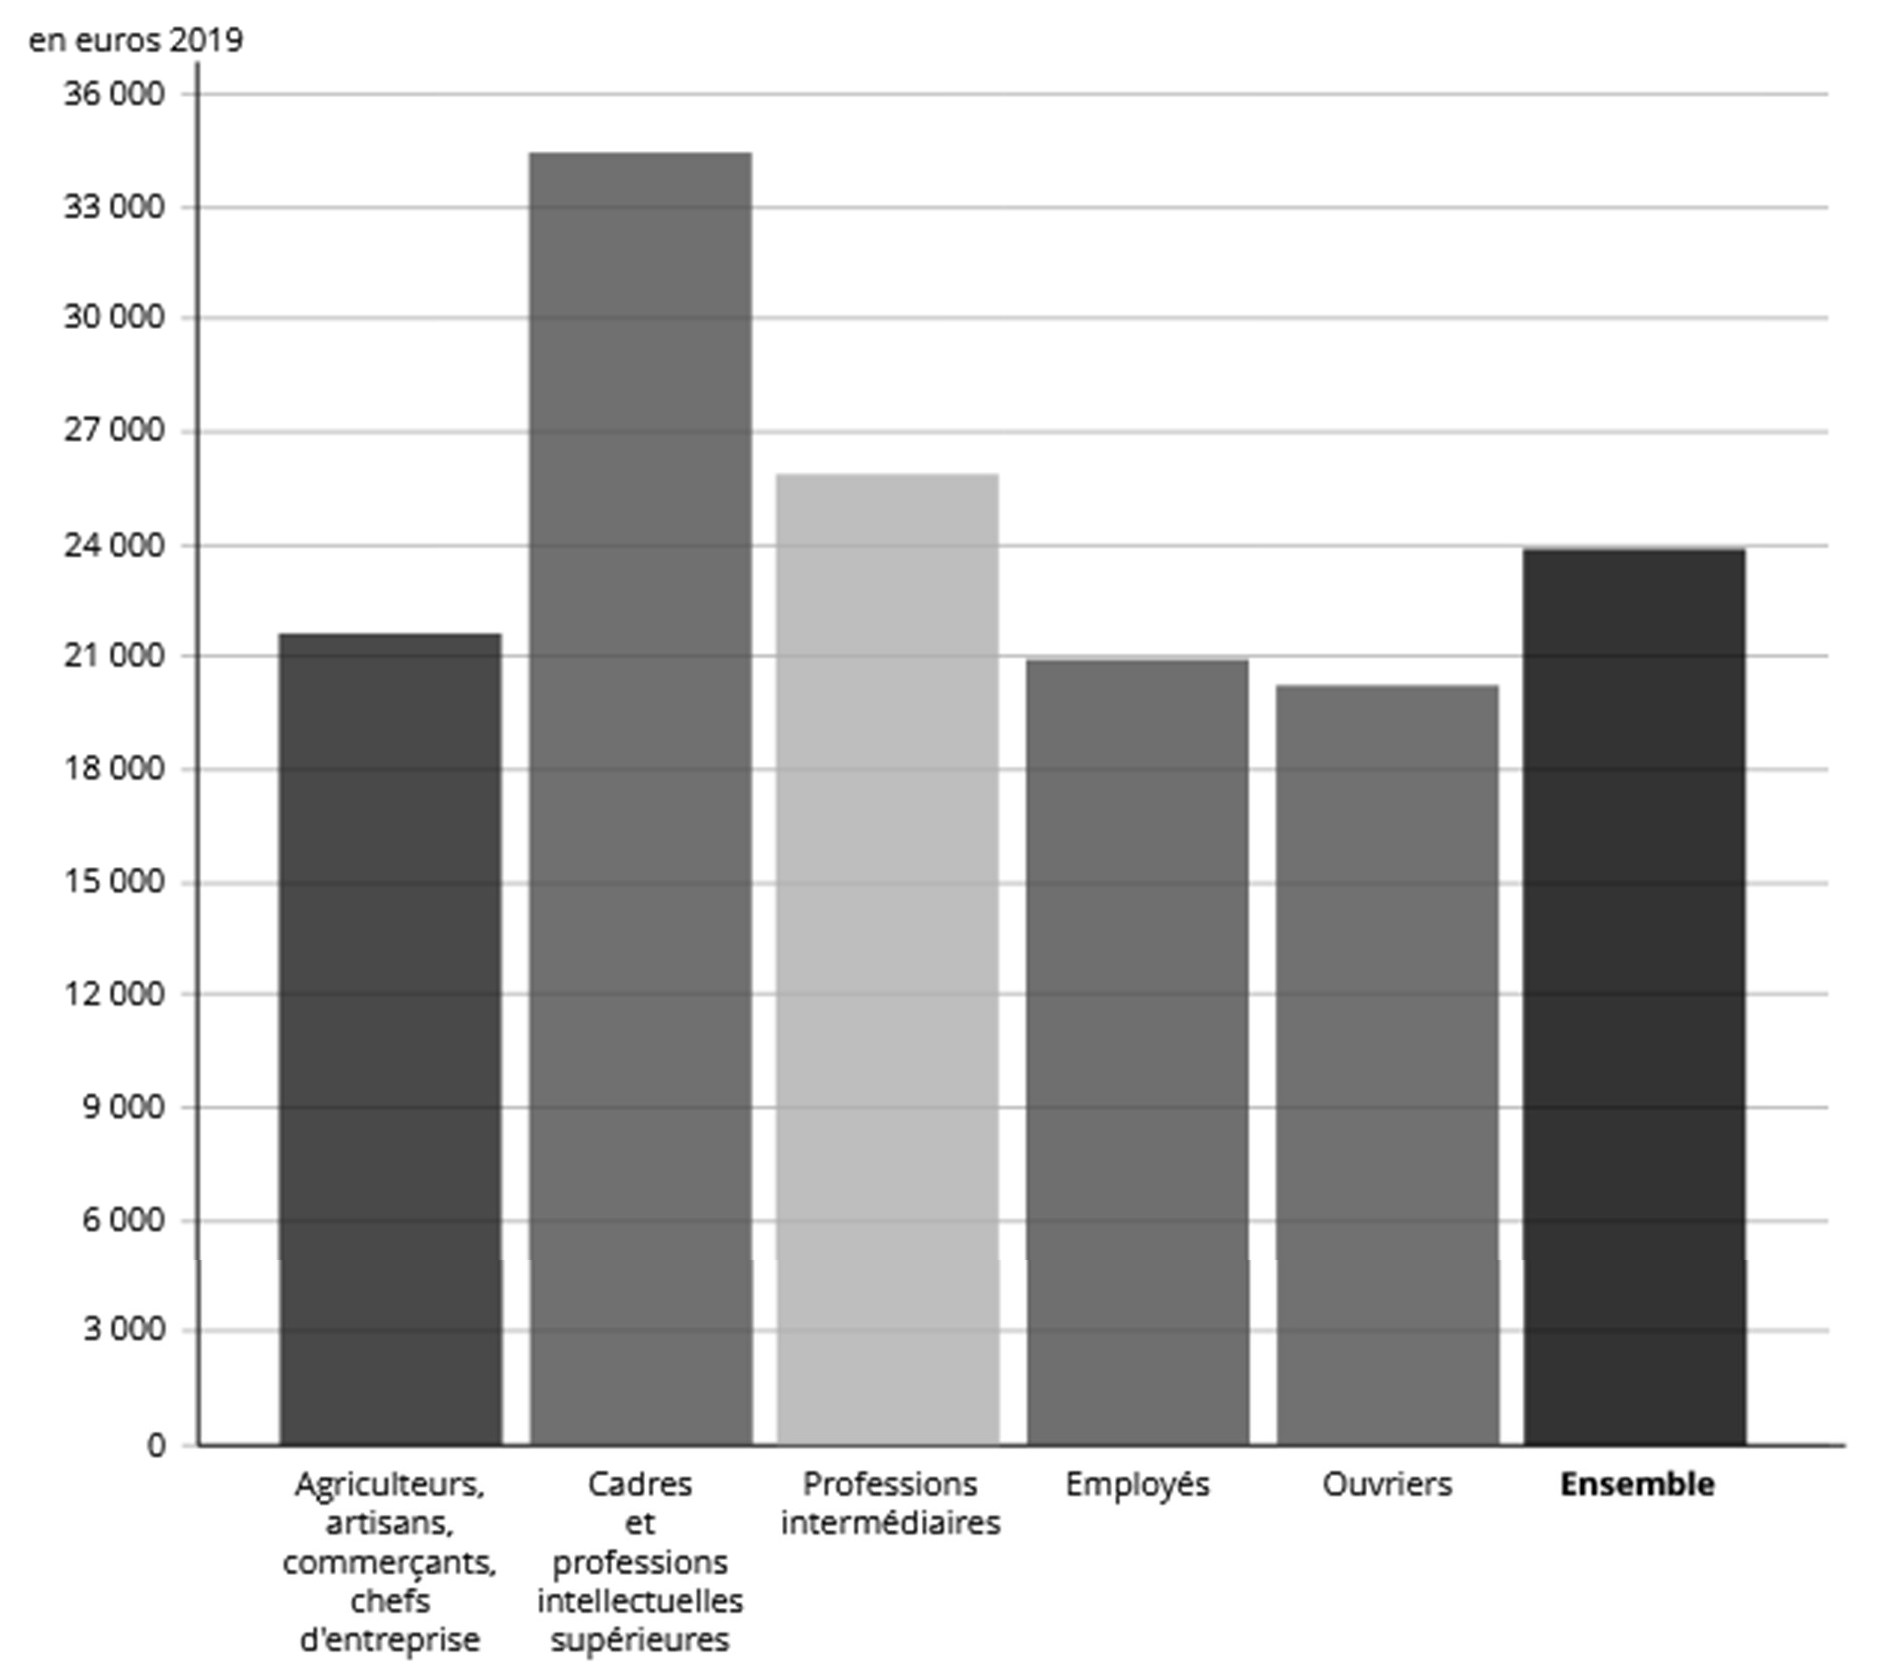 en euros 2019
36 000
33 000
30 000
27 000
24 000
21 000
18 000
15 000
12 000
9 000
6 000
3 000
0
Agriculteurs,
artisans,
commerçants,
chefs
d'entreprise
Cadres
et
professions
intellectuelles
supérieures
Professions
intermédiaires
Employés
Ouvriers
Ensemble